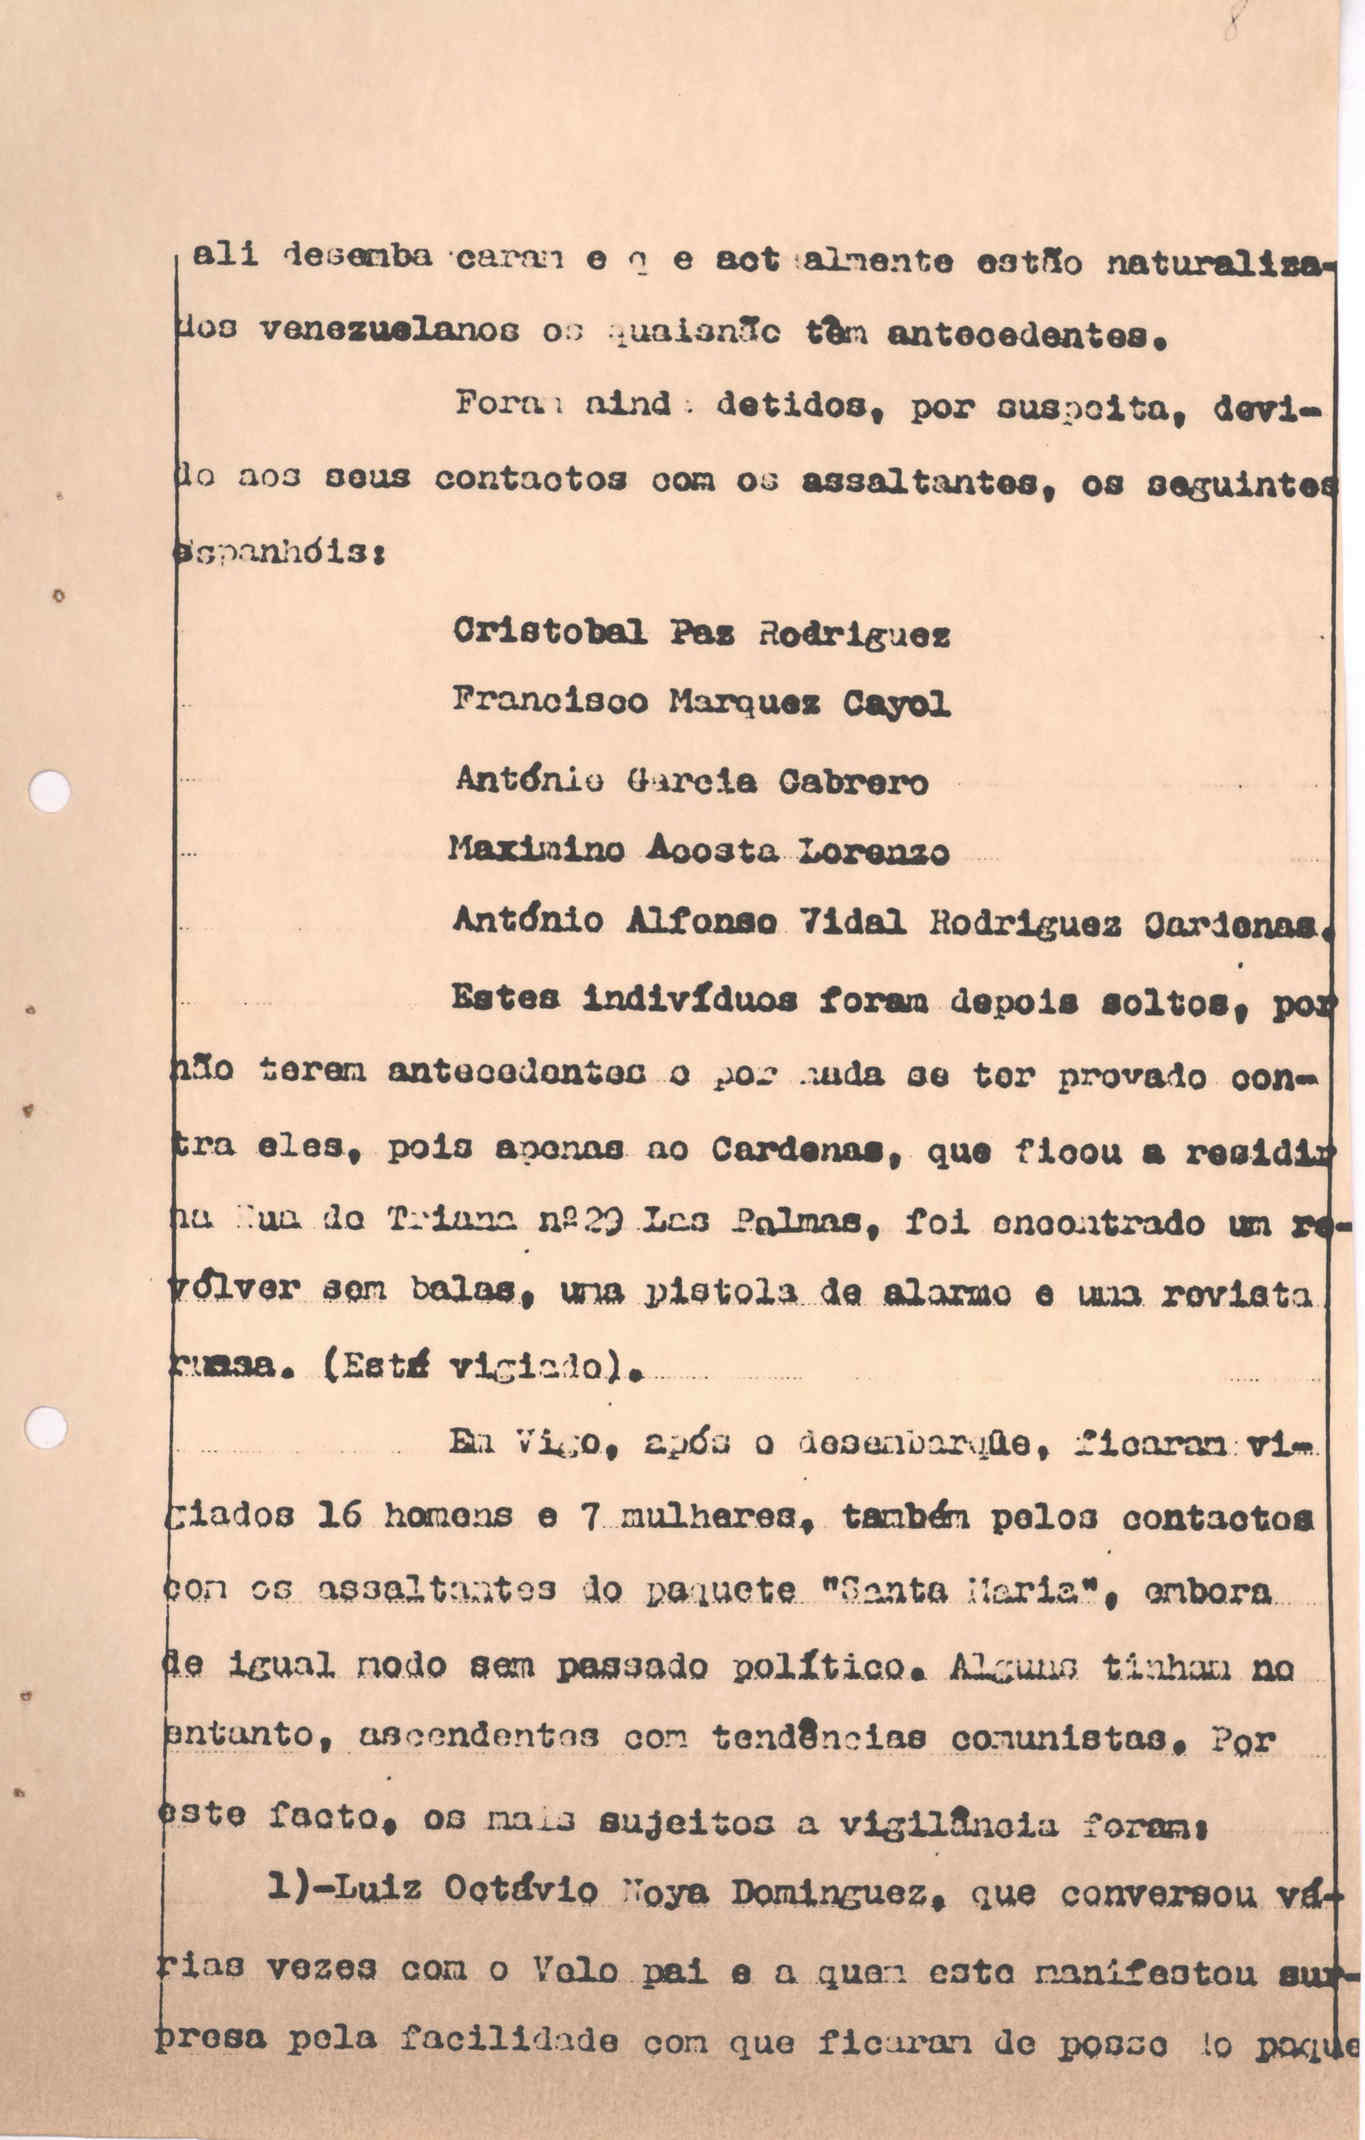 8
ali desembarcaram e que actualmente estão naturaliza-
dos venezuelanos os quaisnão têm antecedentes.
Foram ainda detidos, por suspeita, devi-
do aos seus contactos com os assaltantes, os seguintes
espanhóis:
Cristobal Paz Rodriguez
Francisco Marquez Cayol
António Garcia Cabrero
Maximino Acosta Lorenzo
António Alfonso Vidal Rodriguez Cardenas.
Estes indivíduos foram depois soltos, por
não terem antecedentes e por nada se ter provado con-
tra eles, pois apenas ao Cardenas, que ficou a residir
na Rua de Triana nº29 Las Palmas, foi encontrado um re-
vólver sem balas, uma pistola de alarme e uma revista
russa. (Está vigiado).
Em Vigo, após o desembarque, ficaram vi-
giados 16 homens e 7 mulheres, também pelos contactos
com os assaltantes do paquete "Santa Maria", embora
de igual modo sem passado político. Alguns tinham no
entanto, ascendentes com tendências comunistas. Por
este facto, os mais sujeitos a vigilância foram:
1)-Luiz Octávio Noya Dominguez, que conversou vá-
rias vezes com o Velo pai e a quem este manifestou sur-
presa pela facilidade com que ficaram de posse do paque